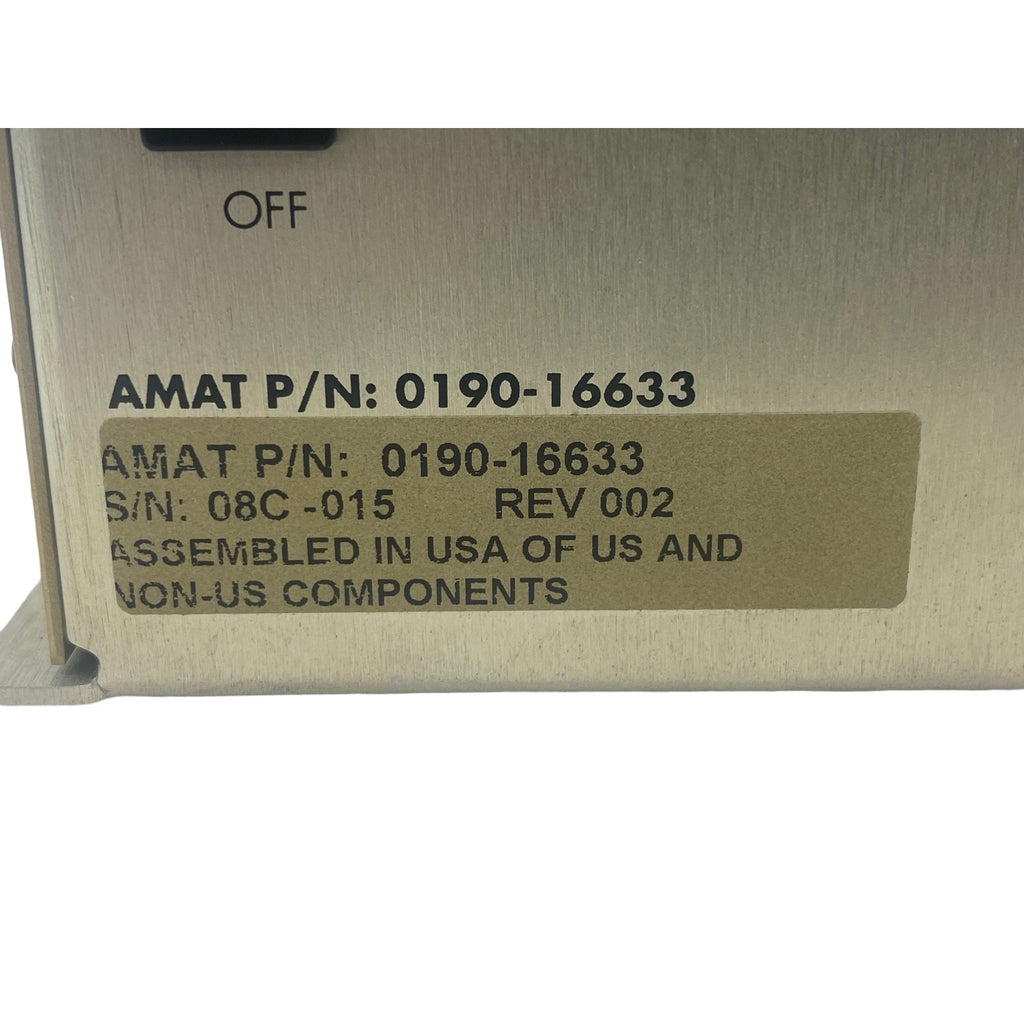 OFF
AMAT P/N: 0190-16633
AMAT P/N: 0190-16633
S/N: 08C -015 REV 002
ASSEMBLED IN USA OF US AND
NON-US COMPONENTS